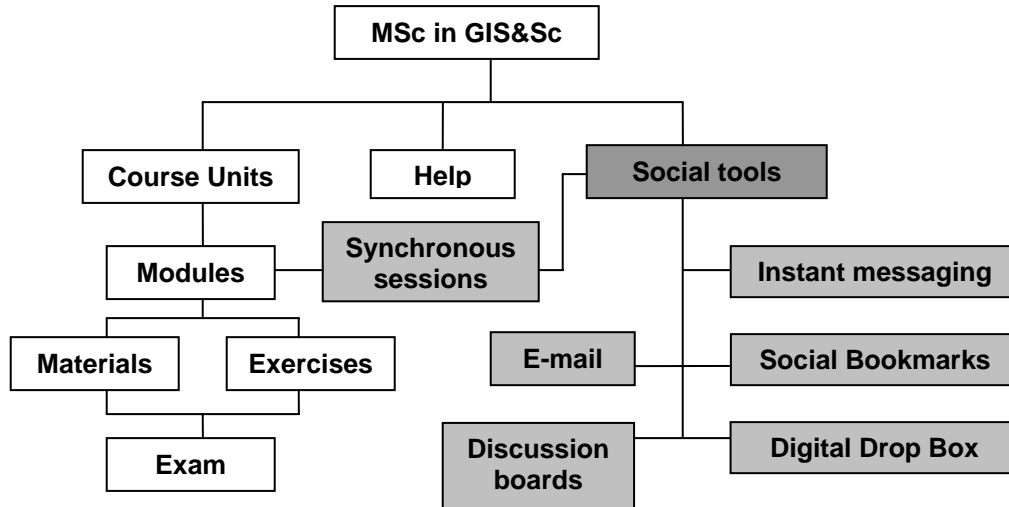 MSc in GIS&Sc
Course Units
Help
Social tools
Modules
Synchronous
sessions
Instant messaging
Materials
Exercises
E-mail
Social Bookmarks
Exam
Discussion
boards
Digital Drop Box